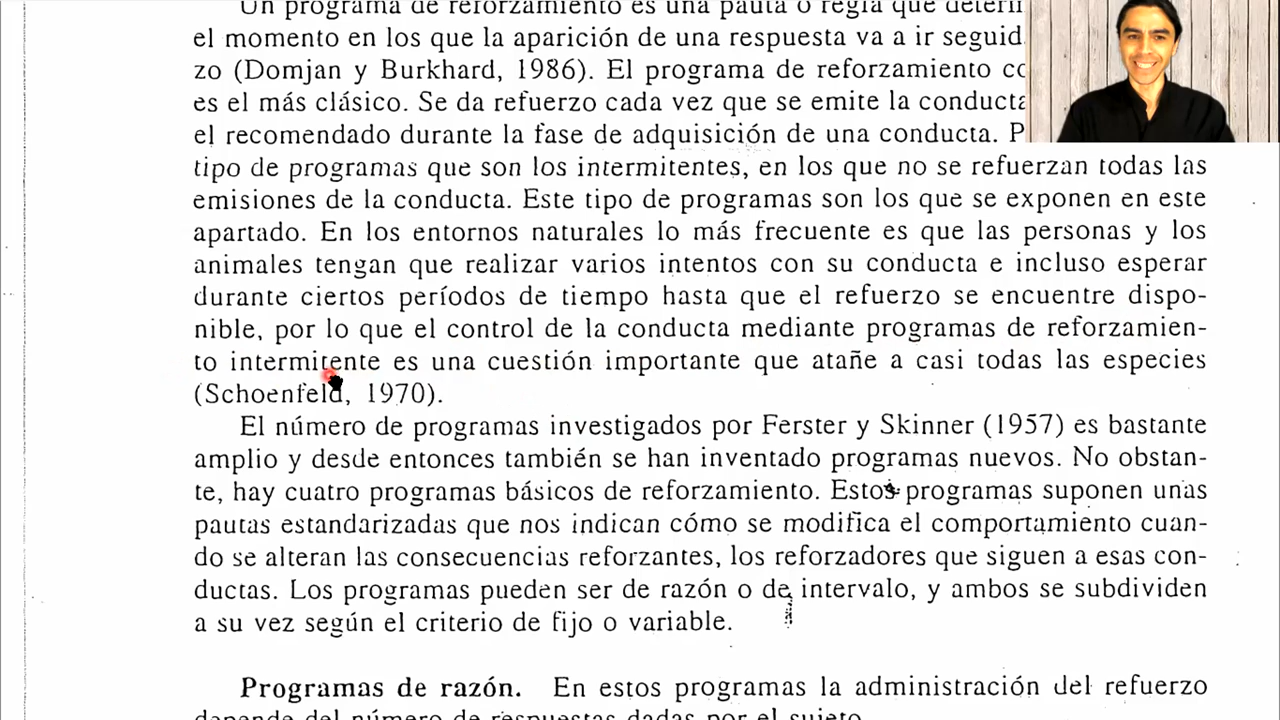 Un programa de reforzamiento es una pauta o regla que
el momento en los que la aparición de una respuesta va a ir
zo (Domjan y Burkhard, 1986). El programa de reforzamiento
es el más clásico. Se da refuerzo cada vez que se emite la conducta
el recomendado durante la fase de adquisición de una conducta.
tipo de programas que son los intermitentes, en los que no se refuerzan todas las
emisiones de la conducta. Este tipo de programas son los que se exponen en este
apartado. En los entornos naturales lo más frecuente es que las personas y los
animales tengan que realizar varios intentos con su conducta e incluso esperar
durante ciertos períodos de tiempo hasta que el refuerzo se encuentre dispo-
nible, por lo que el control de la conducta mediante programas de reforzamien-
to intermitente es una cuestión importante que atañe a casi todas las especies
(Schoenfeld, 1970).
El número de programas investigados por Ferster y Skinner (1957) es bastante
amplio y desde entonces también se han inventado programas nuevos. No obstan-
te, hay cuatro programas básicos de reforzamiento. Estos programas suponen unas
pautas estandarizadas que nos indican cómo se modifica el comportamiento cuan-
do se alteran las consecuencias reforzantes, los reforzadores que siguen a esas con-
ductas. Los programas pueden ser de razón o de intervalo, y ambos se subdividen
a su vez según el criterio de fijo o variable.
Programas de razón. En estos programas la administración del refuerzo
depende del número de respuestas dadas por el sujeto.